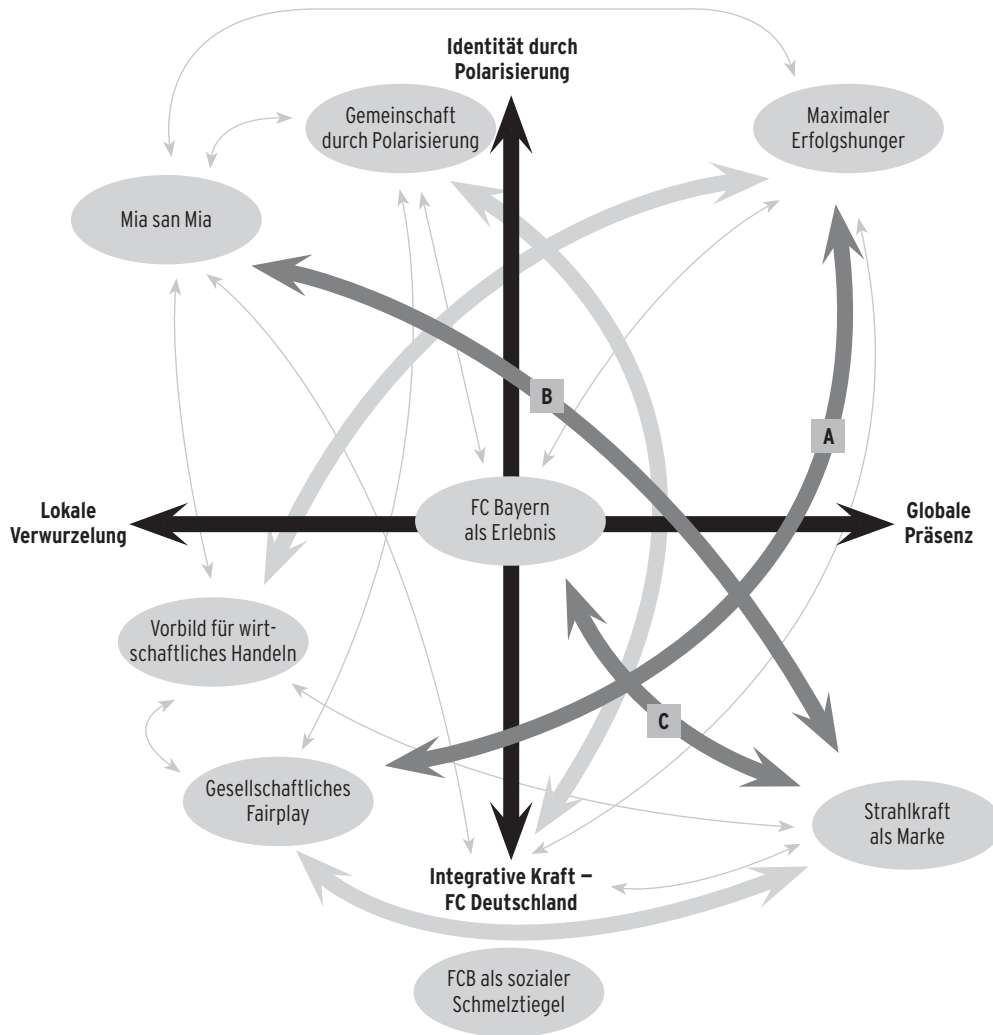 Identität durch
Polarisierung
Gemeinschaft
durch Polarisierung
Maximaler
Erfolgshunger
Mia san Mia
B
A
Lokale
Verwurzelung
FC Bayern
als Erlebnis
Globale
Präsenz
Vorbild für wirt-
schaftliches Handeln
C
Gesellschaftliches
Fairplay
Strahlkraft
als Marke
Integrative Kraft –
FC Deutschland
FCB als sozialer
Schmelztiegel